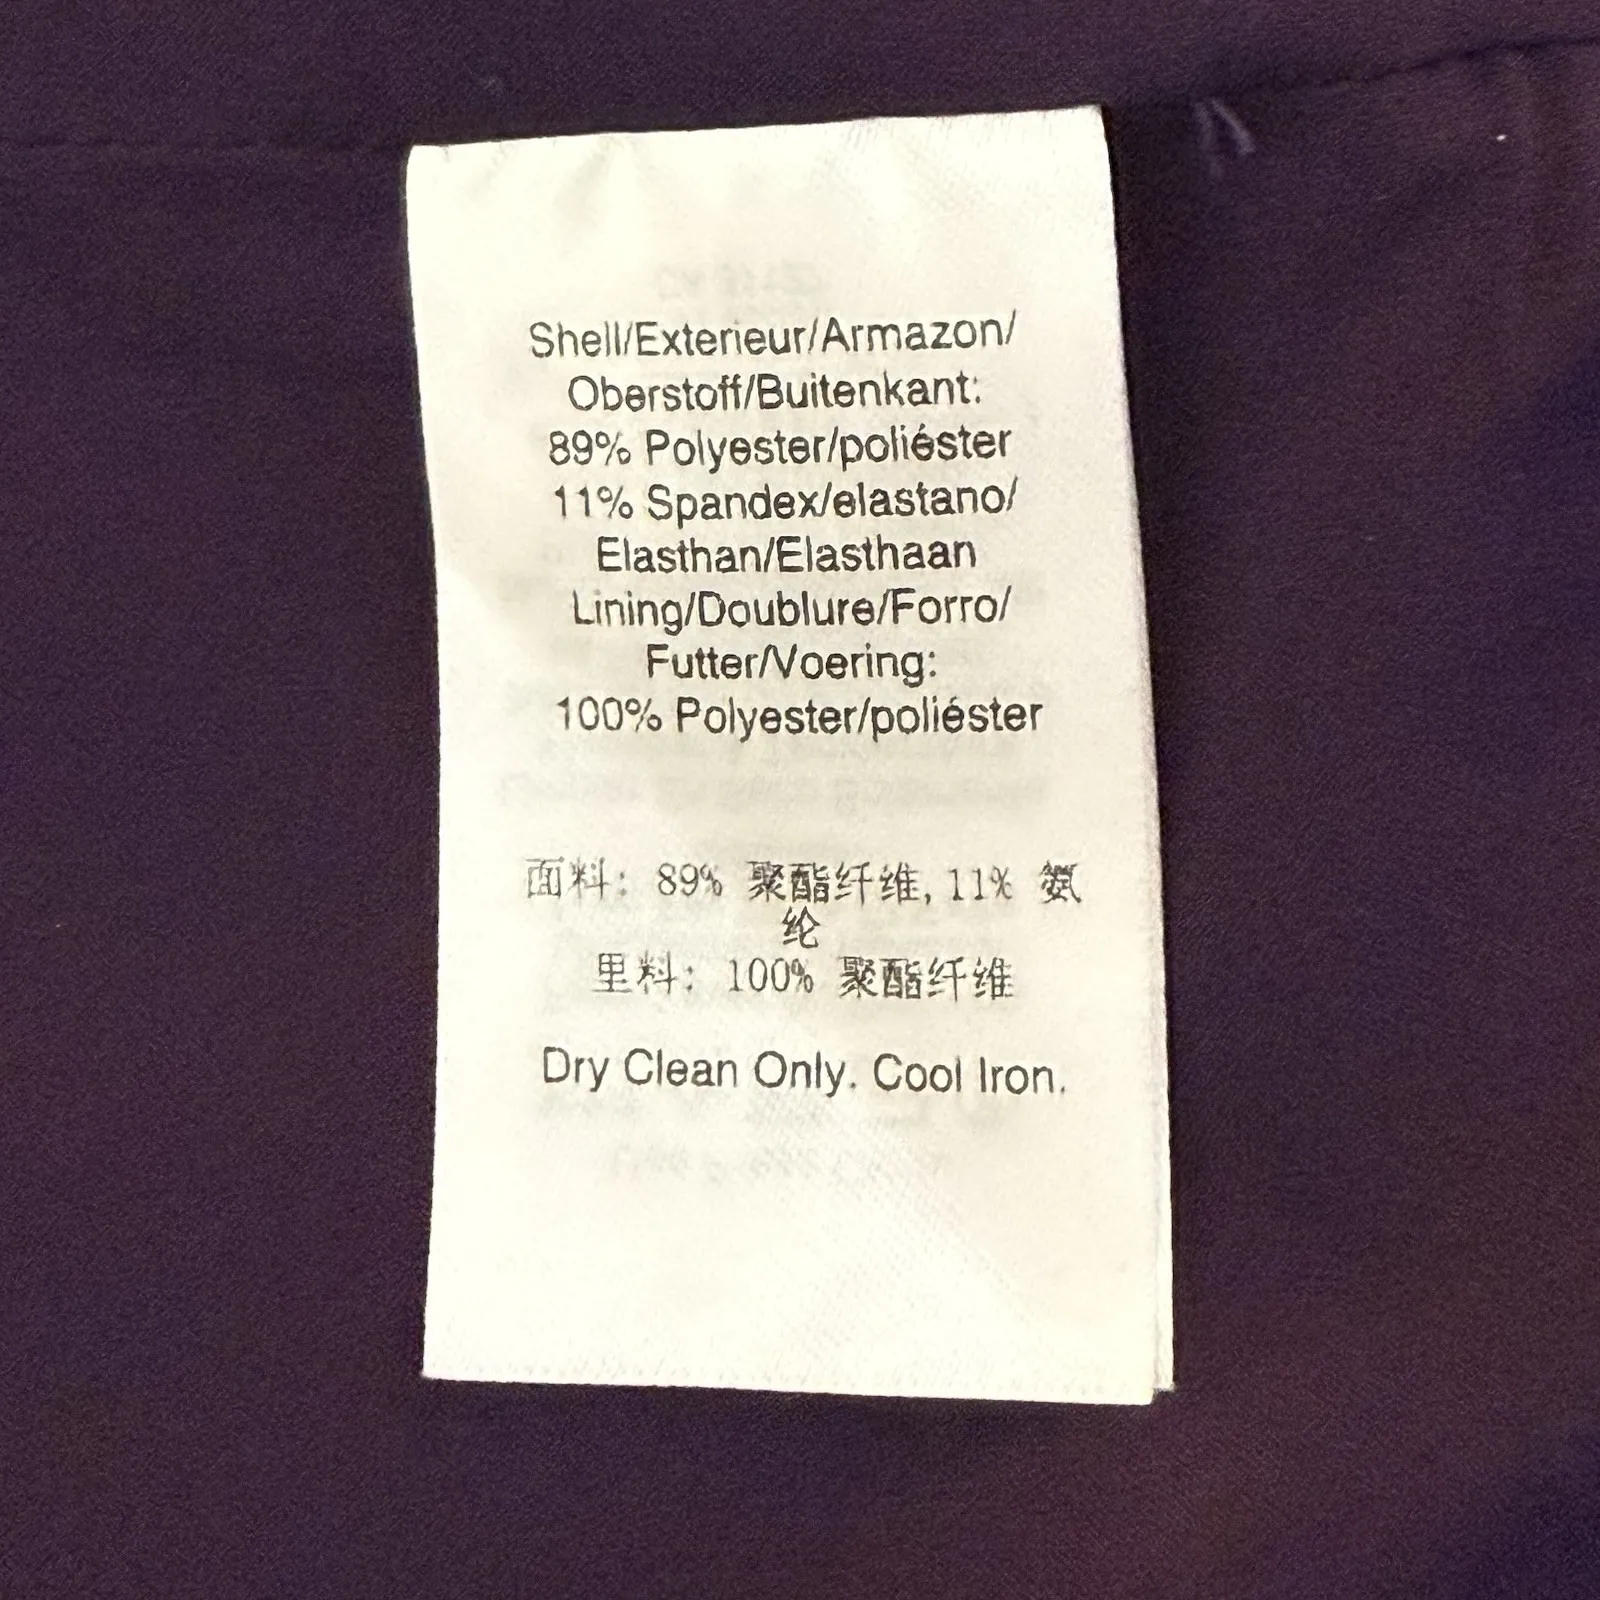 Shell/Exterieur/Armazon/
Oberstoff/Buitenkant:
89% Polyester/poliéster
11% Spandex/elastano/
Elasthan/Elasthaan
Lining/Doublure/Forro/
Futter/Voering:
100% Polyester/poliéster
面料: 89% 聚酯纤维, 11% 氨
纶
里料: 100% 聚酯纤维
Dry Clean Only. Cool Iron.